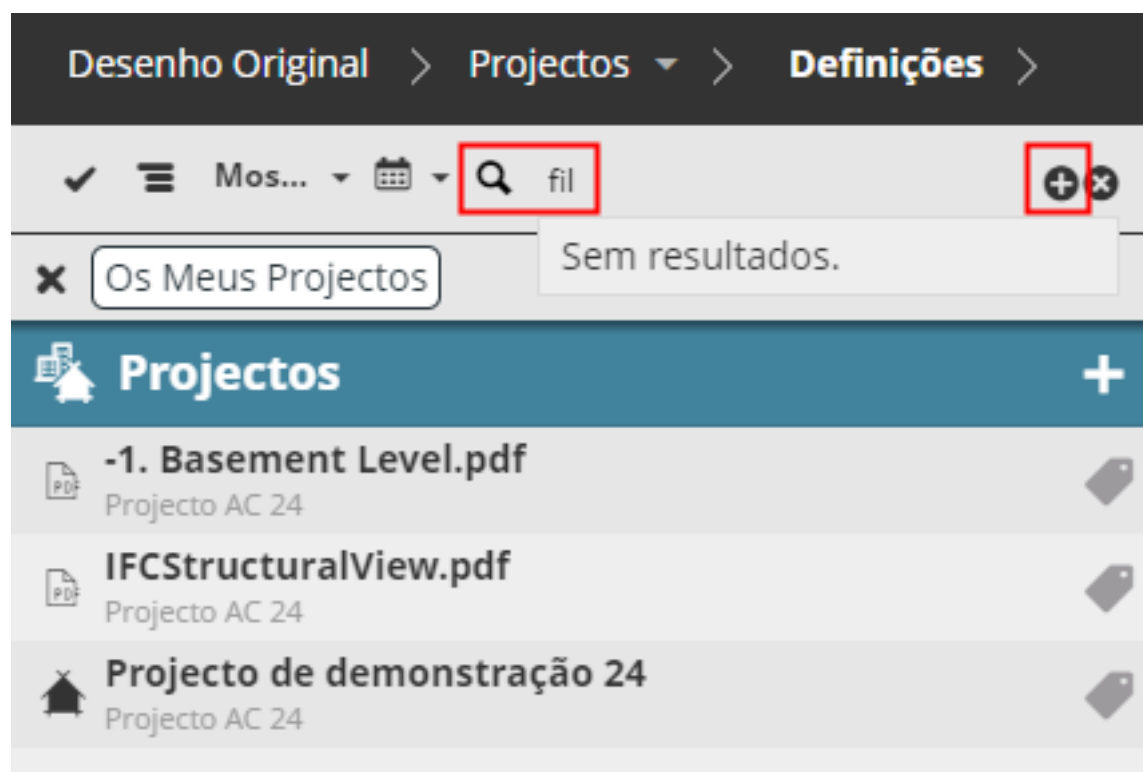 Desenho Original > Projectos > Definições >
Mos... fil
Sem resultados.
Os Meus Projectos
Projectos
-1. Basement Level.pdf
Projecto AC 24
IFCStructuralView.pdf
Projecto AC 24
Projecto de demonstração 24
Projecto AC 24